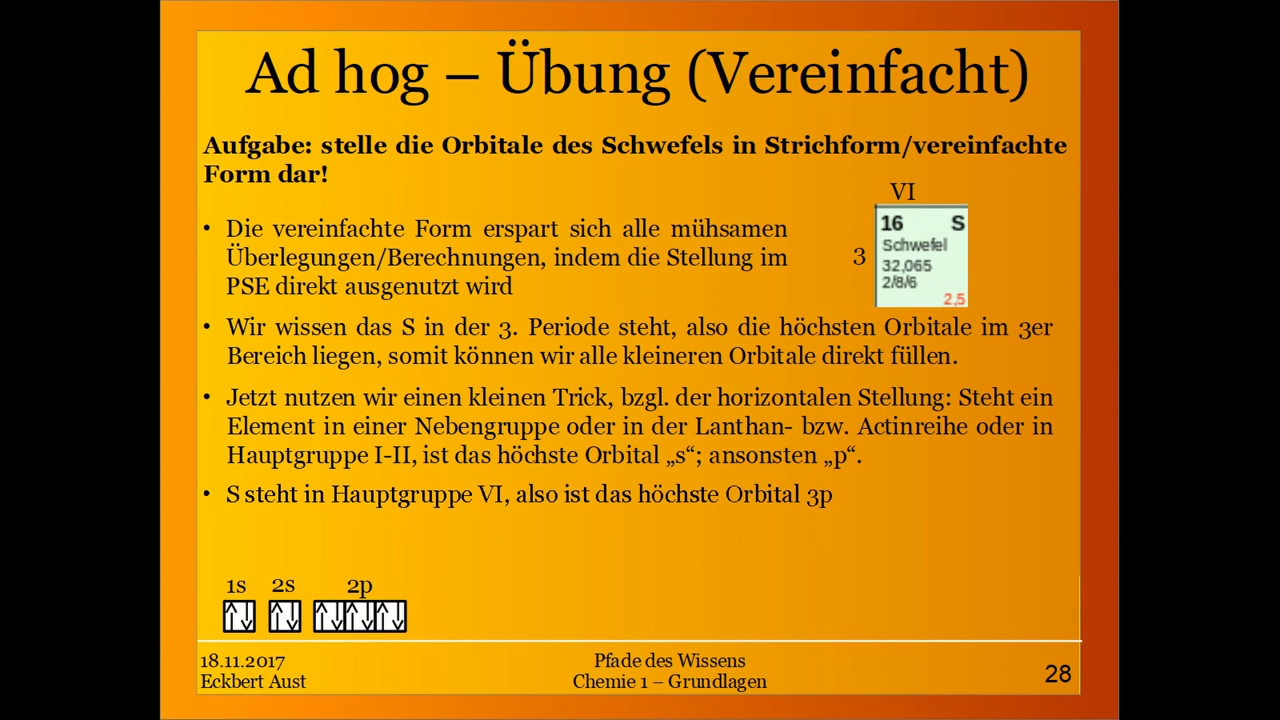 Ad hog – Übung (Vereinfacht)
Aufgabe: stelle die Orbitale des Schwefels in Strichform/vereinfachte
Form dar!
VI
16 S
Schwefel
32,065
2/8/6
2,5
3
• Die vereinfachte Form erspart sich alle mühsamen
Überlegungen/Berechnungen, indem die Stellung im
PSE direkt ausgenutzt wird
• Wir wissen das S in der 3. Periode steht, also die höchsten Orbitale im 3er
Bereich liegen, somit können wir alle kleineren Orbitale direkt füllen.
• Jetzt nutzen wir einen kleinen Trick, bzgl. der horizontalen Stellung: Steht ein
Element in einer Nebengruppe oder in der Lanthan- bzw. Actinreihe oder in
Hauptgruppe I-II, ist das höchste Orbital „s“; ansonsten „p“.
• S steht in Hauptgruppe VI, also ist das höchste Orbital 3p
1s 2s 2p
18.11.2017
Eckbert Aust
Pfade des Wissens
Chemie 1 – Grundlagen
28